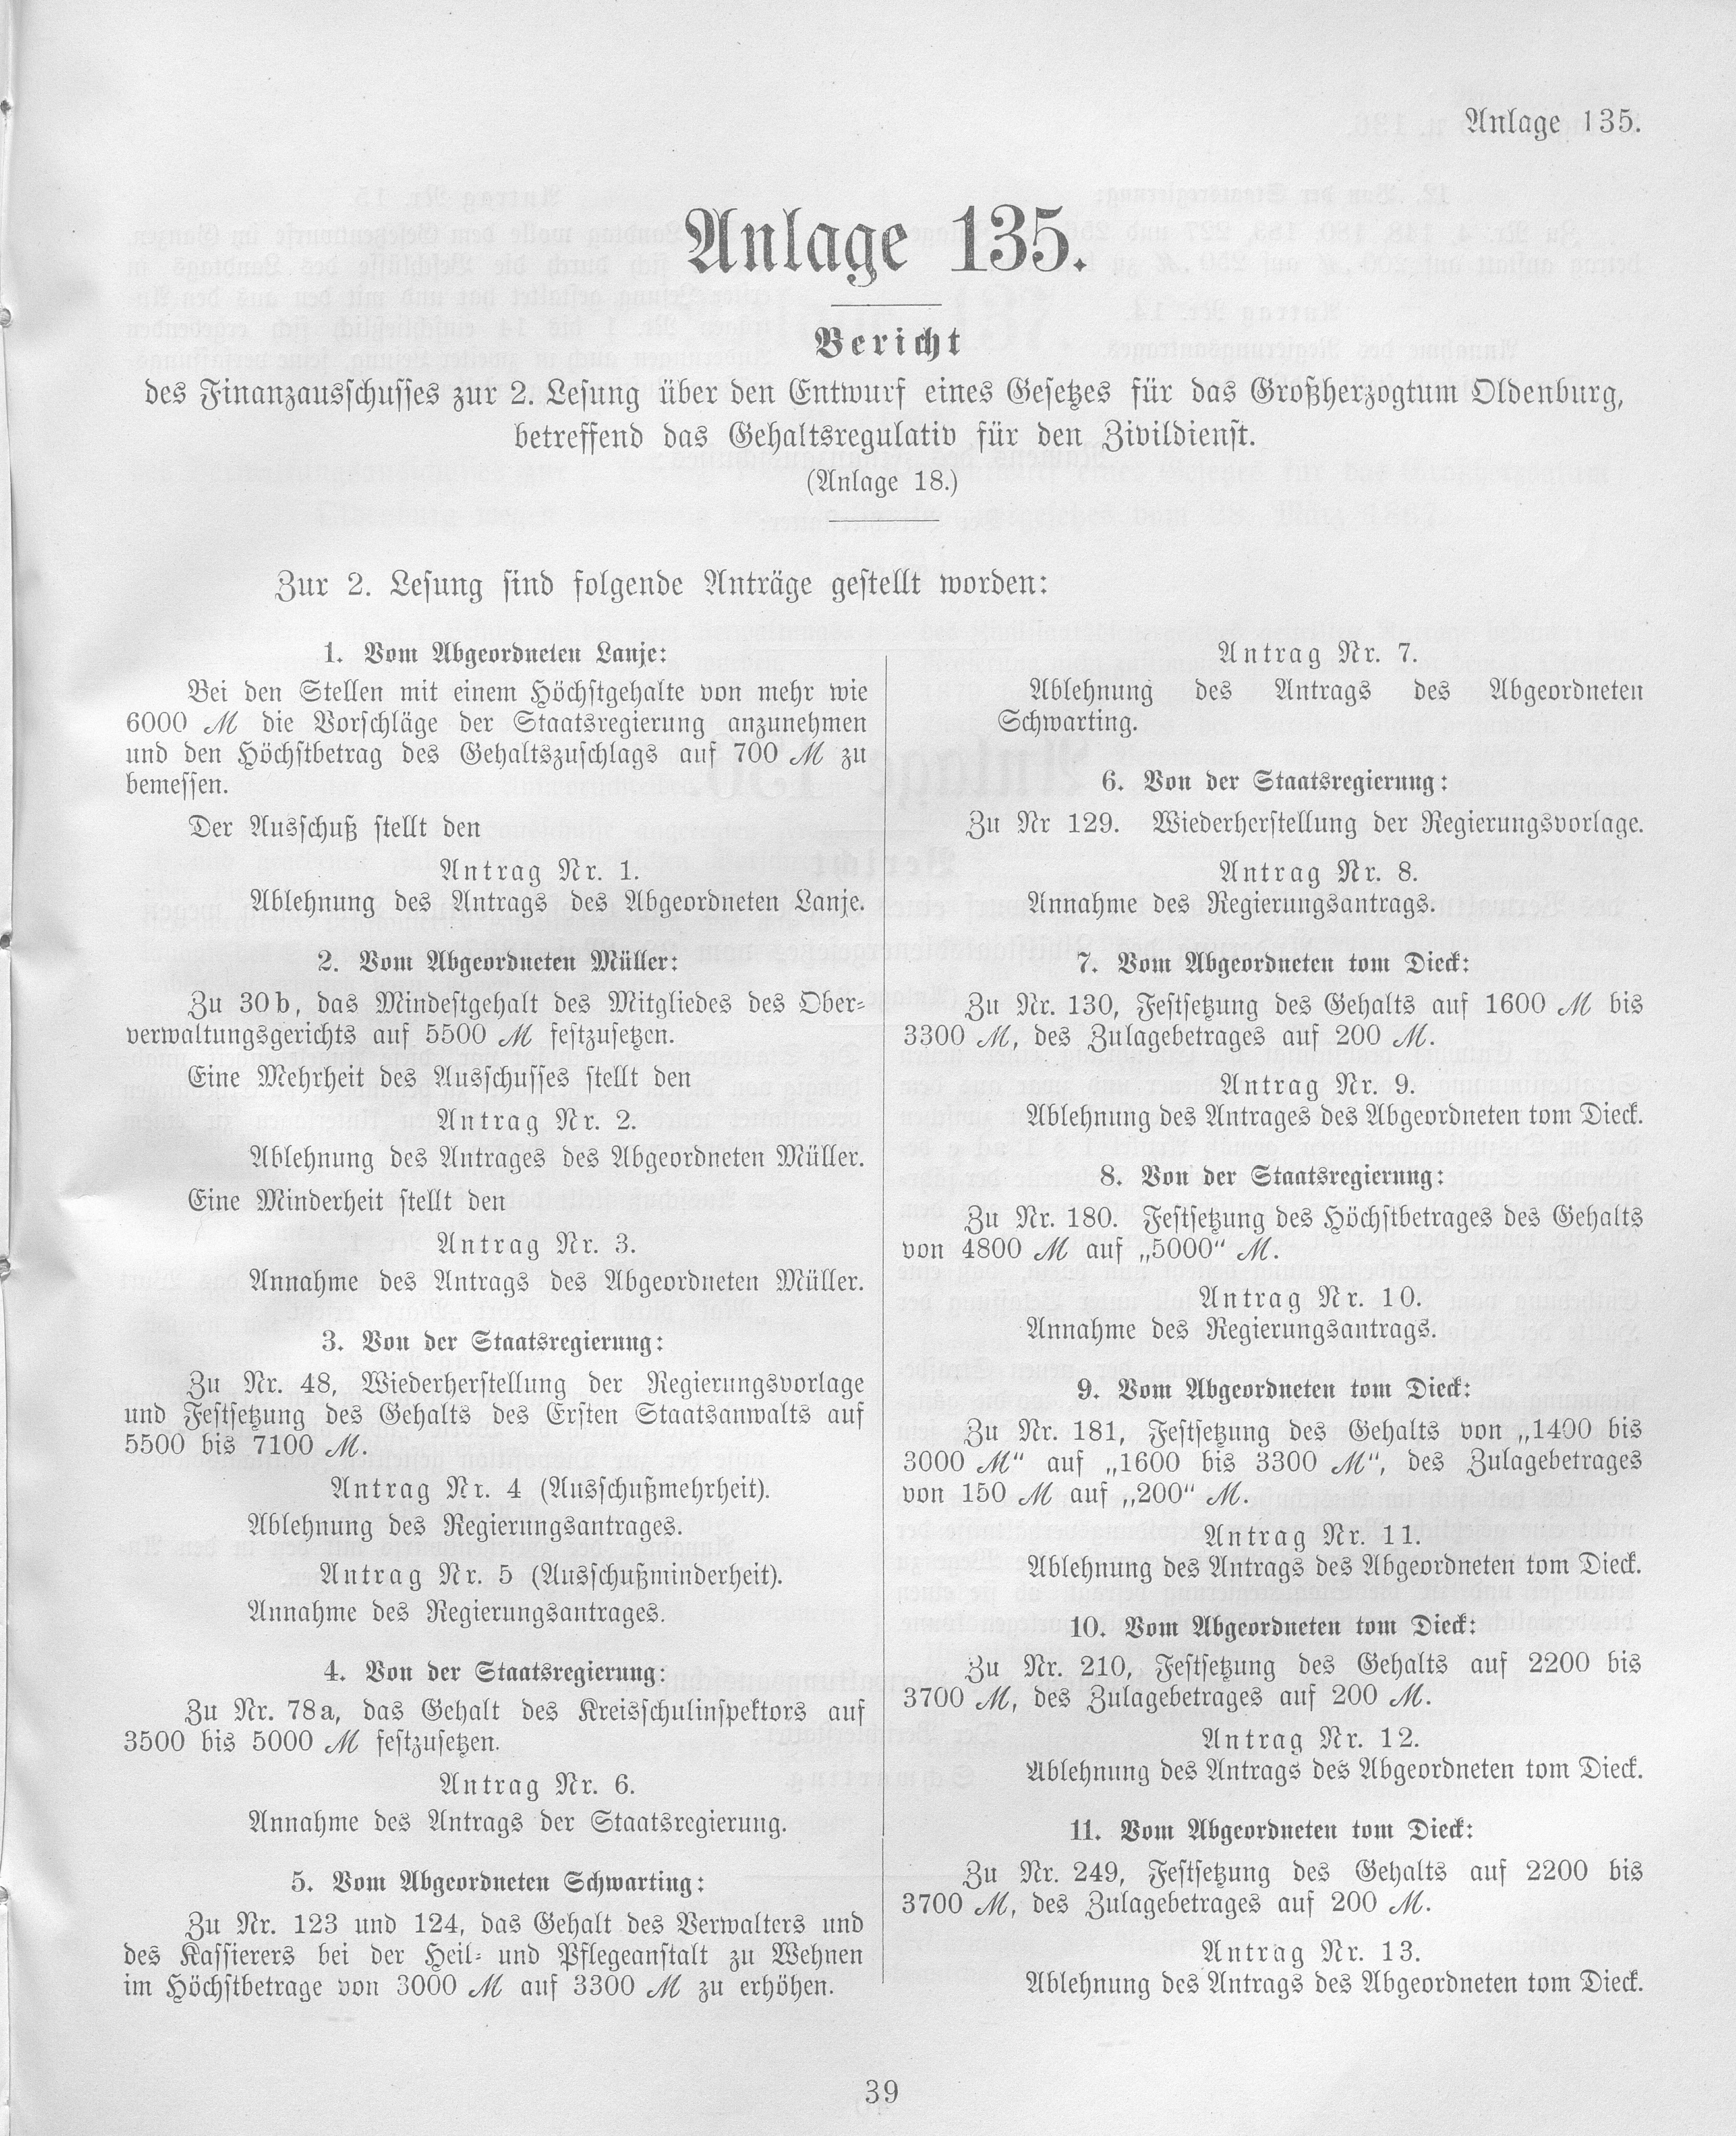 Anlage 135.
Anlage 135.
Bericht
des Finanzausschusses zur 2. Lesung über den Entwurf eines Gesetzes für das Großherzogtum Oldenburg,
betreffend das Gehaltsregulativ für den Zivildienst.
(Anlage 18.)
Zur 2. Lesung sind folgende Anträge gestellt worden:
1. Vom Abgeordneten Lanje:
Bei den Stellen mit einem Höchstgehalte von mehr wie
6000 ℳ die Vorschläge der Staatsregierung anzunehmen
und den Höchstbetrag des Gehaltszuschlags auf 700 ℳ zu
bemessen.
Der Ausschuß stellt den
Antrag Nr. 1.
Ablehnung des Antrags des Abgeordneten Lanje.
2. Vom Abgeordneten Müller:
Zu 30b, das Mindestgehalt des Mitgliedes des Ober-
verwaltungsgerichts auf 5500 ℳ festzusetzen.
Eine Mehrheit des Ausschusses stellt den
Antrag Nr. 2.
Ablehnung des Antrages des Abgeordneten Müller.
Eine Minderheit stellt den
Antrag Nr. 3.
Annahme des Antrags des Abgeordneten Müller.
3. Von der Staatsregierung:
Zu Nr. 48, Wiederherstellung der Regierungsvorlage
und Festsetzung des Gehalts des Ersten Staatsanwalts auf
5500 bis 7100 ℳ.
Antrag Nr. 4 (Ausschußmehrheit).
Ablehnung des Regierungsantrages.
Antrag Nr. 5 (Ausschußminderheit).
Annahme des Regierungsantrages.
4. Von der Staatsregierung:
Zu Nr. 78a, das Gehalt des Kreisschulinspektors auf
3500 bis 5000 ℳ festzusetzen.
Antrag Nr. 6.
Annahme des Antrags der Staatsregierung.
5. Vom Abgeordneten Schwarting:
Zu Nr. 123 und 124, das Gehalt des Verwalters und
des Kassierers bei der Heil- und Pflegeanstalt zu Wehnen
im Höchstbetrage von 3000 ℳ auf 3300 ℳ zu erhöhen.
Antrag Nr. 7.
Ablehnung des Antrags des Abgeordneten
Schwarting.
6. Von der Staatsregierung:
Zu Nr 129. Wiederherstellung der Regierungsvorlage.
Antrag Nr. 8.
Annahme des Regierungsantrags.
7. Vom Abgeordneten tom Dieck:
Zu Nr. 130, Festsetzung des Gehalts auf 1600 ℳ bis
3300 ℳ, des Zulagebetrages auf 200 ℳ.
Antrag Nr. 9.
Ablehnung des Antrages des Abgeordneten tom Dieck.
8. Von der Staatsregierung:
Zu Nr. 180. Festsetzung des Höchstbetrages des Gehalts
von 4800 ℳ auf „5000“ ℳ.
Antrag Nr. 10.
Annahme des Regierungsantrags.
9. Vom Abgeordneten tom Dieck:
Zu Nr. 181, Festsetzung des Gehalts von „1400 bis
3000 ℳ“ auf „1600 bis 3300 ℳ“, des Zulagebetrages
von 150 ℳ auf „200“ ℳ.
Antrag Nr. 11.
Ablehnung des Antrags des Abgeordneten tom Dieck.
10. Vom Abgeordneten tom Dieck:
Zu Nr. 210, Festsetzung des Gehalts auf 2200 bis
3700 ℳ, des Zulagebetrages auf 200 ℳ.
Antrag Nr. 12.
Ablehnung des Antrags des Abgeordneten tom Dieck.
11. Vom Abgeordneten tom Dieck:
Zu Nr. 249, Festsetzung des Gehalts auf 2200 bis
3700 ℳ, des Zulagebetrages auf 200 ℳ.
Antrag Nr. 13.
Ablehnung des Antrags des Abgeordneten tom Dieck.
39